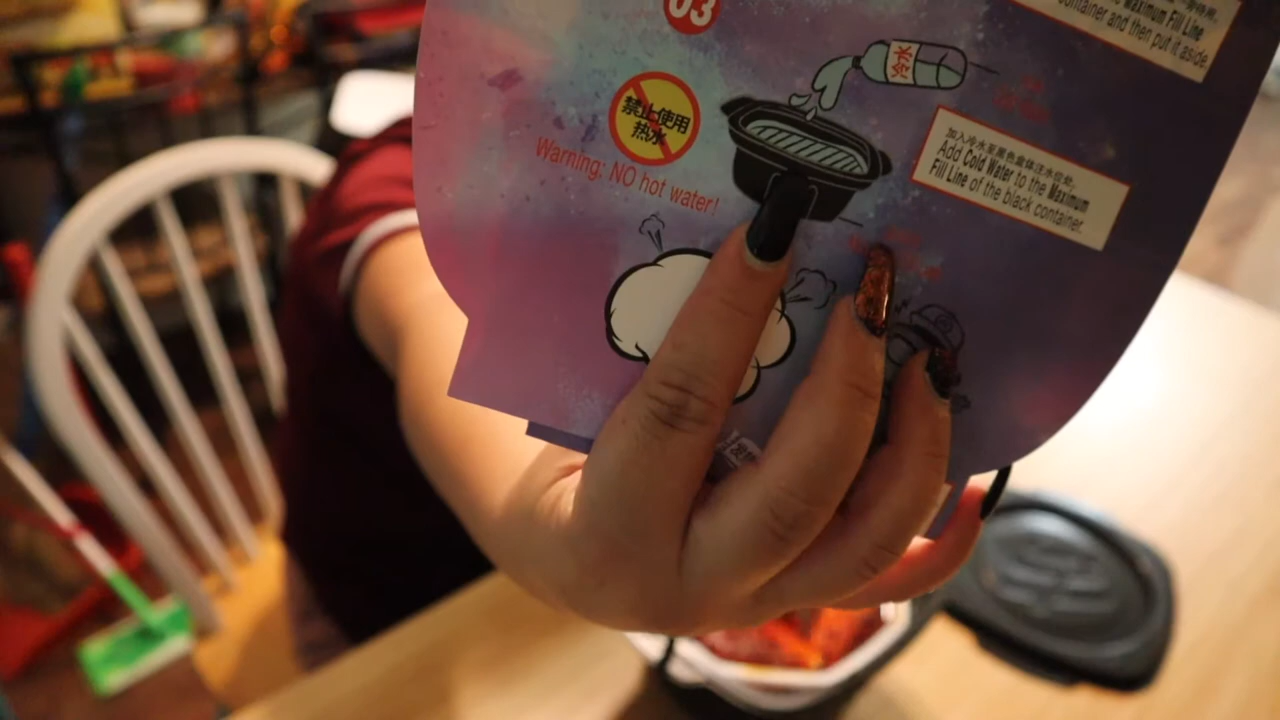 03
Maximum Fill Line
container and then put it aside.
冷水
禁止使用
热水
Warning: NO hot water!
加入冷水至黑色盒体注水位处,
Add Cold Water to the Maximum
Fill Line of the black container.